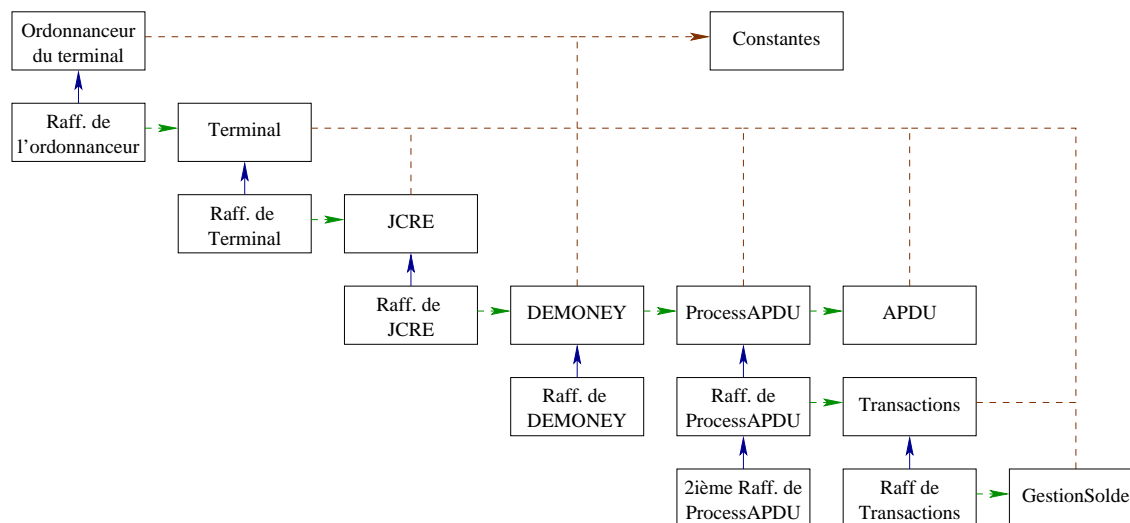 Ordonnanceur
du terminal
Constantes
Raff. de
l'ordonnanceur
Terminal
Raff. de
Terminal
JCRE
Raff. de
JCRE
DEMONEY
ProcessAPDU
APDU
Raff. de
DEMONEY
Raff. de
ProcessAPDU
Transactions
2ième Raff. de
ProcessAPDU
Raff de
Transactions
GestionSolde